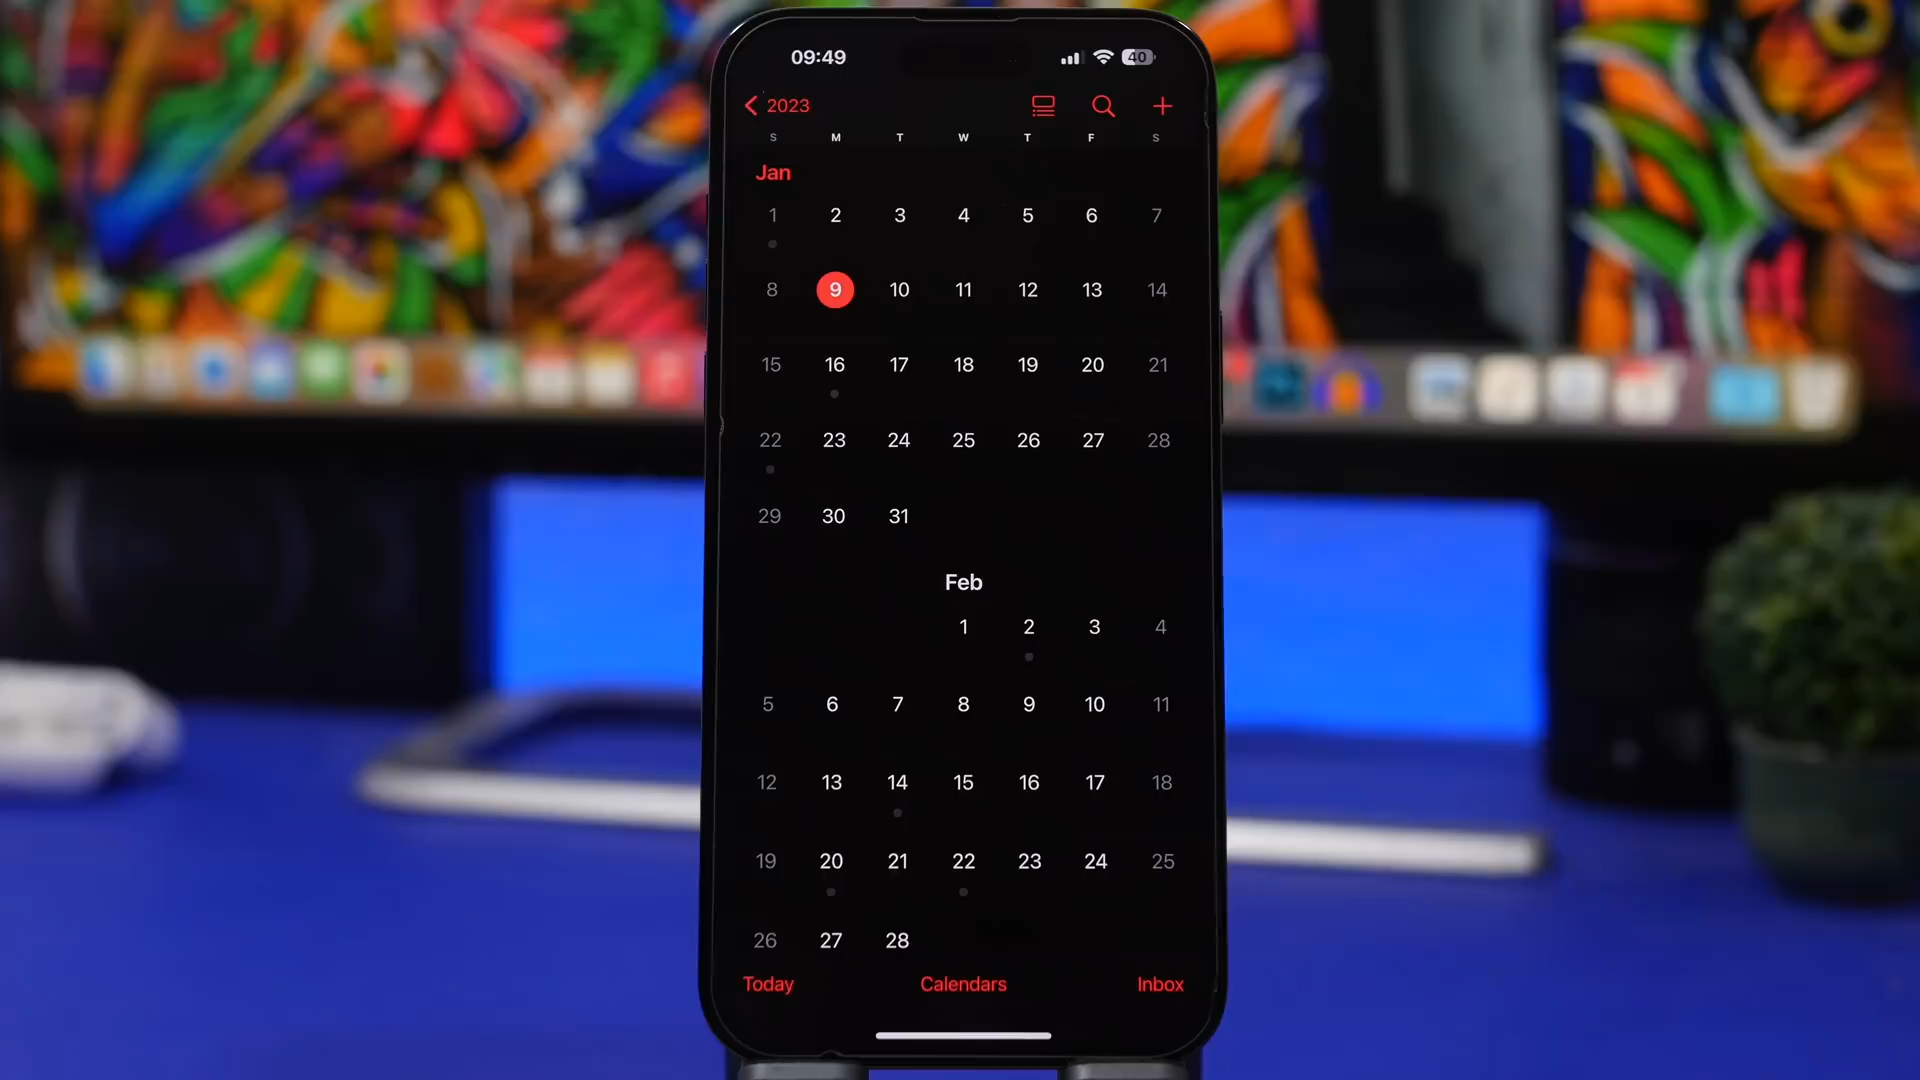 09:49 40
2023
S M T W T F S
Jan
1 2 3 4 5 6 7
8 9 10 11 12 13 14
15 16 17 18 19 20 21
22 23 24 25 26 27 28
29 30 31
Feb
1 2 3 4
5 6 7 8 9 10 11
12 13 14 15 16 17 18
19 20 21 22 23 24 25
26 27 28
Today Calendars Inbox